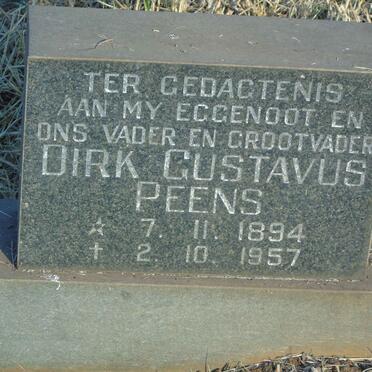 TER GEDAGTENIS
AAN MY EGGENOOT EN
ONS VADER EN GROOTVADER
DIRK GUSTAVUS
PEENS
☆ 7. 11. 1894
✝ 2. 10. 1957